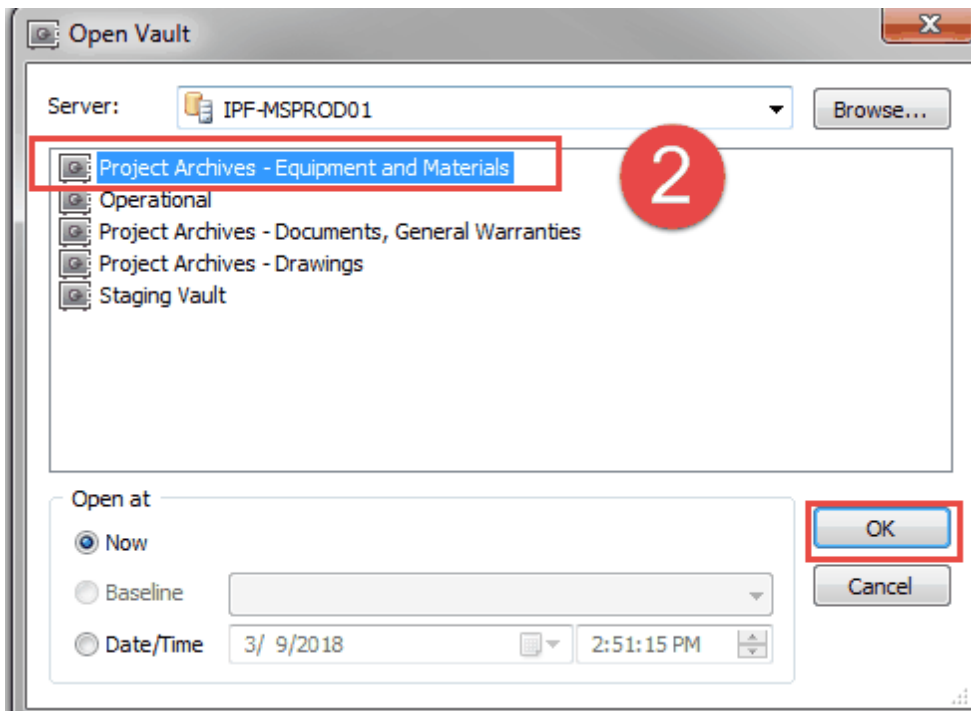 Open Vault
Server: IPF-MSPROD01 Browse...
Project Archives - Equipment and Materials
2
Operational
Project Archives - Documents, General Warranties
Project Archives - Drawings
Staging Vault
Open at
Now
OK
Baseline
Cancel
Date/Time 3/ 9/2018 2:51:15 PM